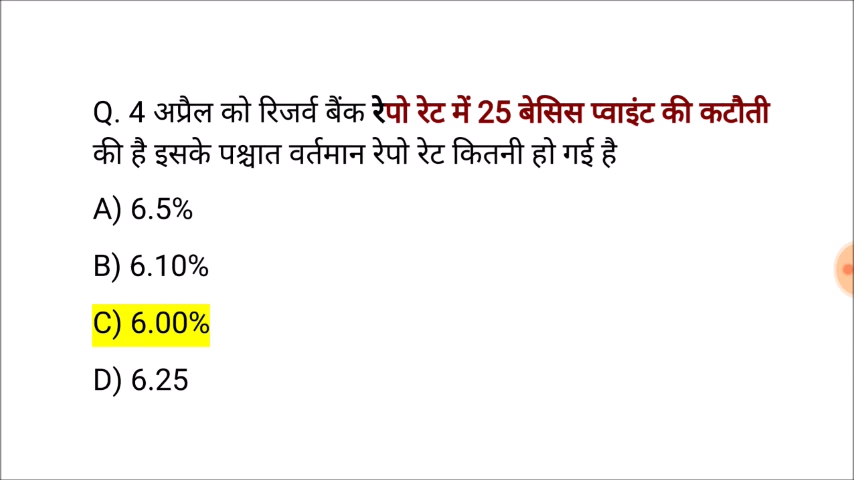 Q. 4 अप्रैल को रिजर्व बैंक रेपो रेट में 25 बेसिस प्वाइंट की कटौती
की है इसके पश्चात वर्तमान रेपो रेट कितनी हो गई है
A) 6.5%
B) 6.10%
C) 6.00%
D) 6.25